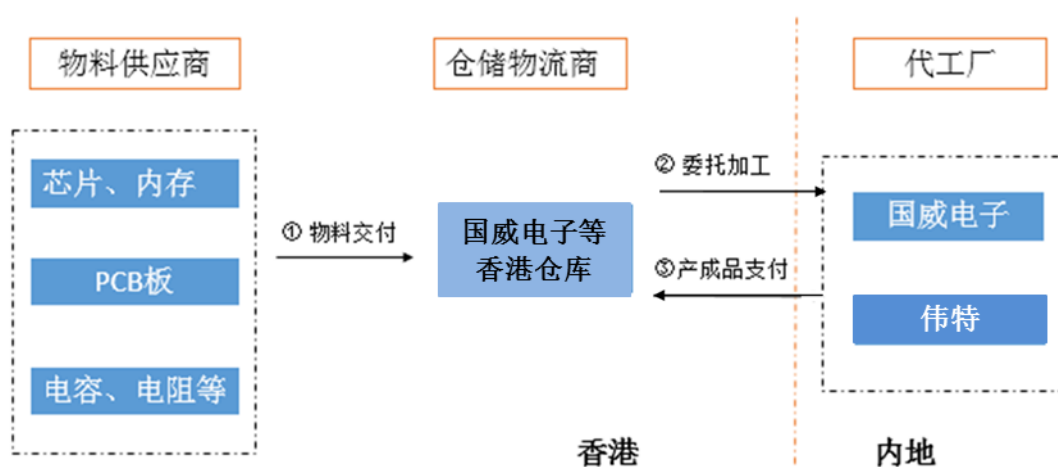 物料供应商
仓储物流商
代工厂
芯片、内存
PCB板
电容、电阻等
① 物料交付
国威电子等
香港仓库
② 委托加工
③产成品支付
国威电子
伟特
香港
内地